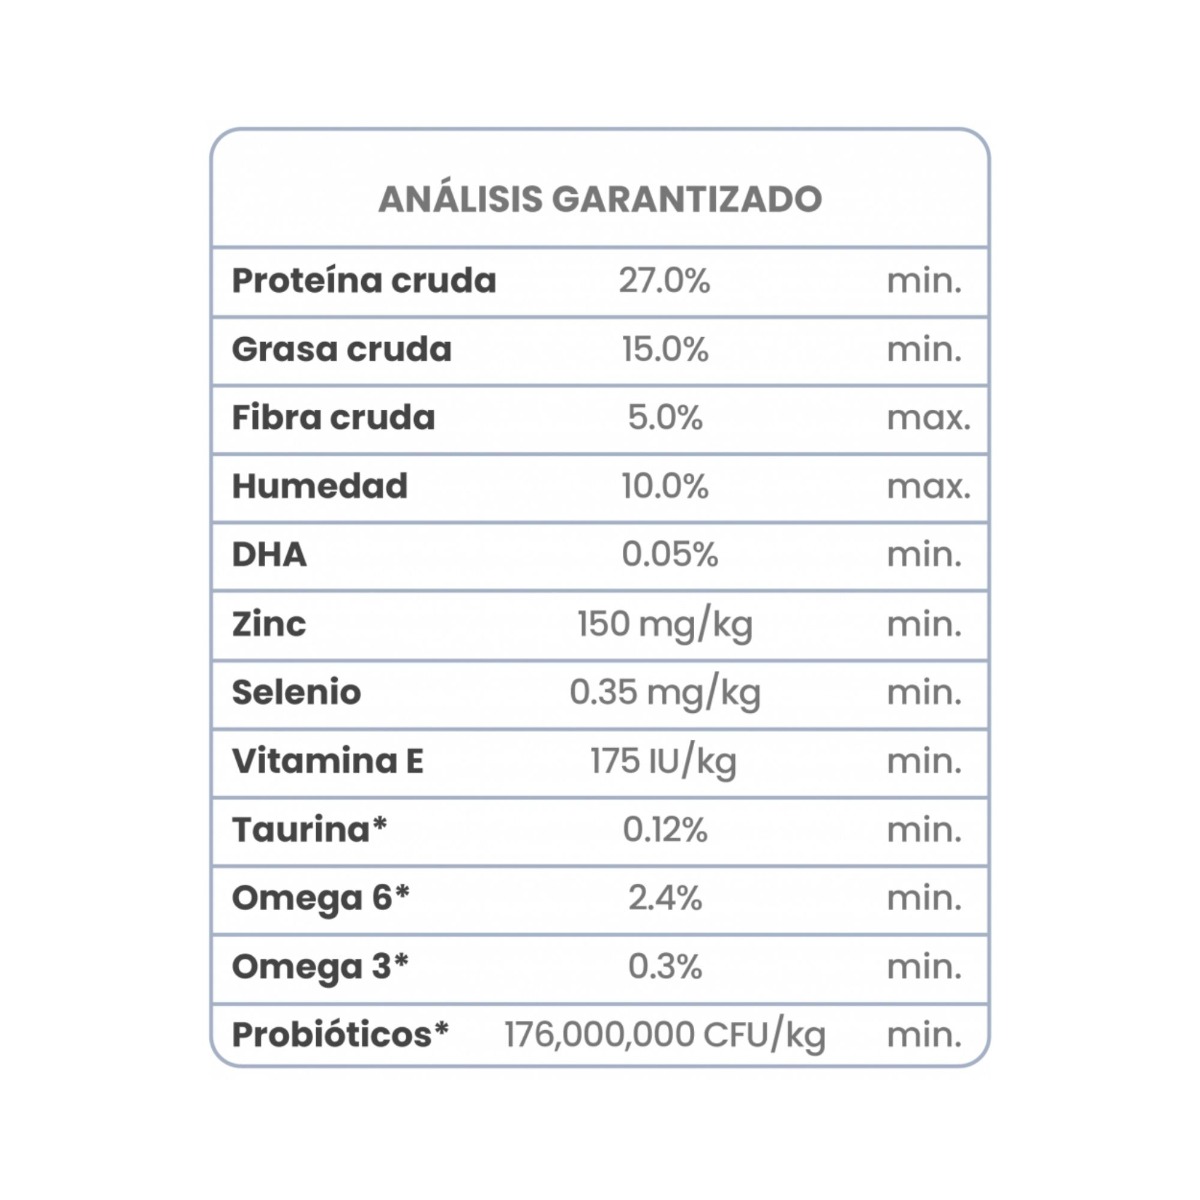 ANÁLISIS GARANTIZADO
Proteína cruda 27.0% min.
Grasa cruda 15.0% min.
Fibra cruda 5.0% max.
Humedad 10.0% max.
DHA 0.05% min.
Zinc 150 mg/kg min.
Selenio 0.35 mg/kg min.
Vitamina E 175 IU/kg min.
Taurina* 0.12% min.
Omega 6* 2.4% min.
Omega 3* 0.3% min.
Probióticos* 176,000,000 CFU/kg min.